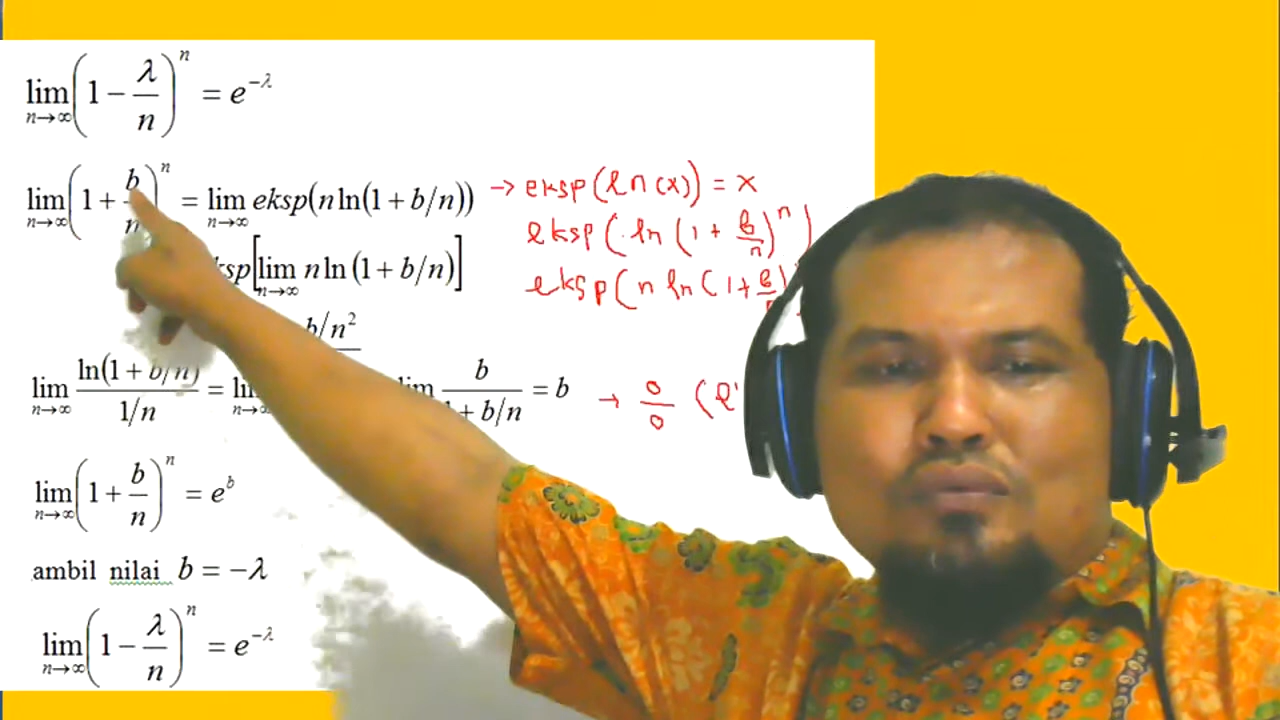 lim n→∞ (1 − λ/n)^n = e^−λ
lim n→∞ (1 + b/n)^n = lim n→∞ eksp(n ln(1 + b/n)) → eksp(ln(x)) = x
eksp(ln(1 + b/n)^n)
[lim n→∞ n ln(1 + b/n)]
eksp(n ln(1 + b/
b/n²
lim n→∞ ln(1 + b/n) / 1/n = b / + b/n = b → 0/0
lim n→∞ (1 + b/n)^n = e^b
ambil nilai b = −λ
lim n→∞ (1 − λ/n)^n = e^−λ